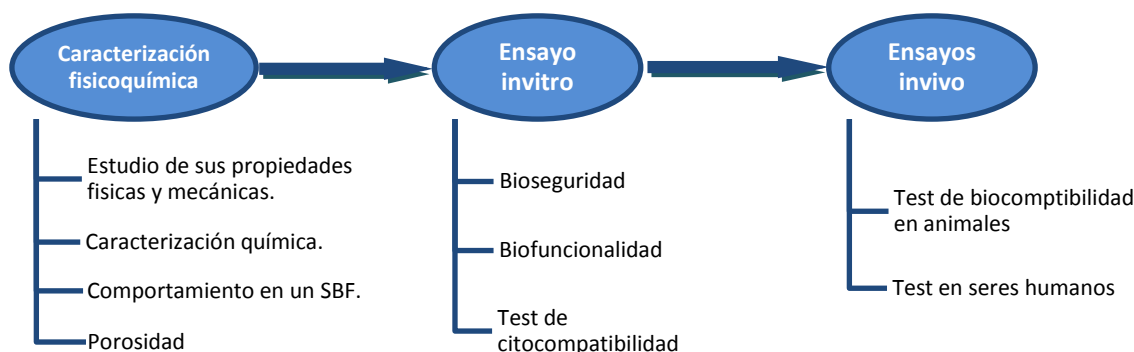 Caracterización
fisicoquímica
Ensayo
invitro
Ensayos
invivo
Estudio de sus propiedades
fisicas y mecánicas.
Caracterización química.
Comportamiento en un SBF.
Porosidad
Bioseguridad
Biofuncionalidad
Test de
citocompatibilidad
Test de biocomptibilidad
en animales
Test en seres humanos